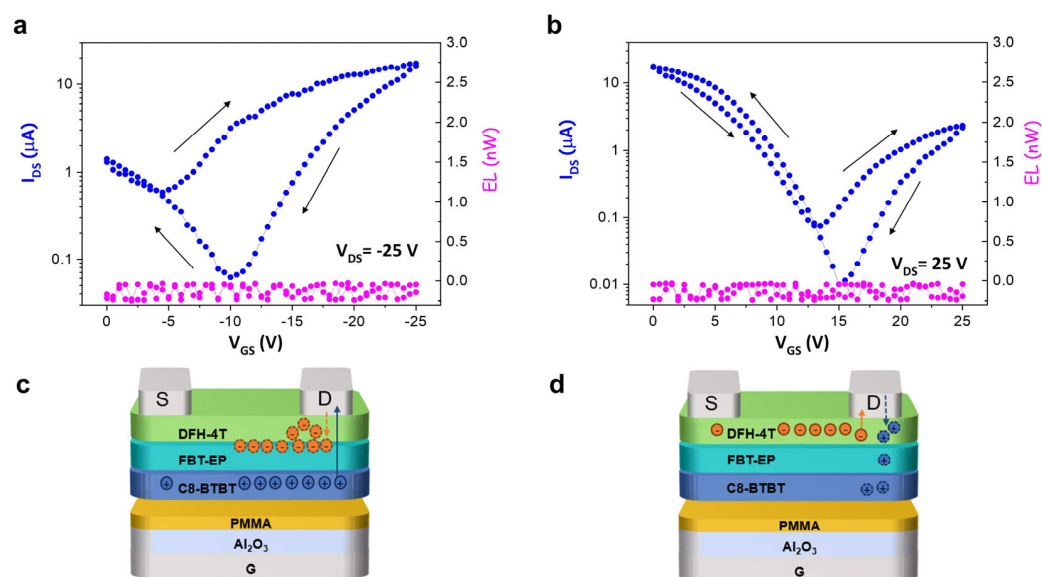 a
b
3.0
2.5
2.0
1.5
1.0
0.5
0.0
10
1
0.1
I_DS (μA)
EL (nW)
V_DS= -25 V
0
-5
-10
-15
-20
-25
V_GS (V)
3.0
2.5
2.0
1.5
1.0
0.5
0.0
10
1
0.1
0.01
I_DS (μA)
EL (nW)
V_DS= 25 V
0
5
10
15
20
25
V_GS (V)
c
S
D
DFH-4T
FBT-EP
C8-BTBT
PMMA
Al₂O₃
G
d
S
D
DFH-4T
FBT-EP
C8-BTBT
PMMA
Al₂O₃
G